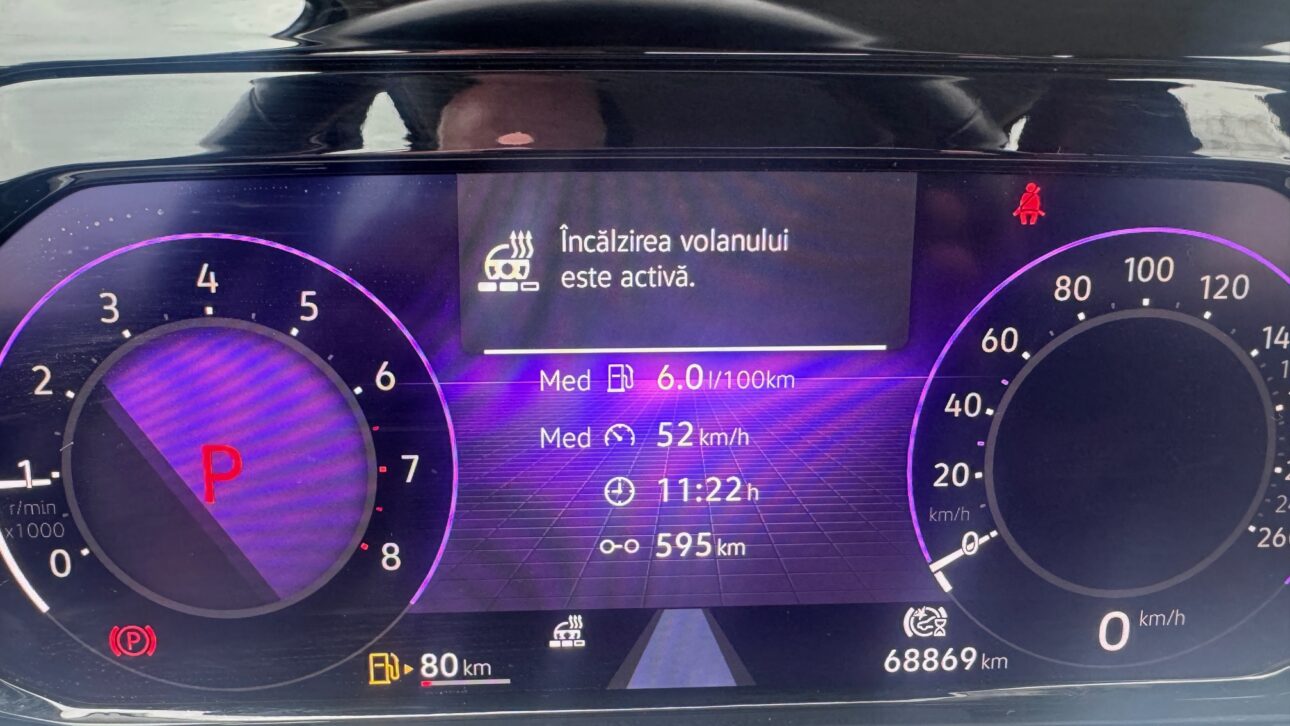 Încălzirea volanului
este activă.
Med 6.0 l/100km
Med 52 km/h
11:22 h
595 km
0
1
2
3
4
5
6
7
8
r/min
x1000
P
P
80 km
0
20
40
60
80
100
120
km/h
0 km/h
68869 km